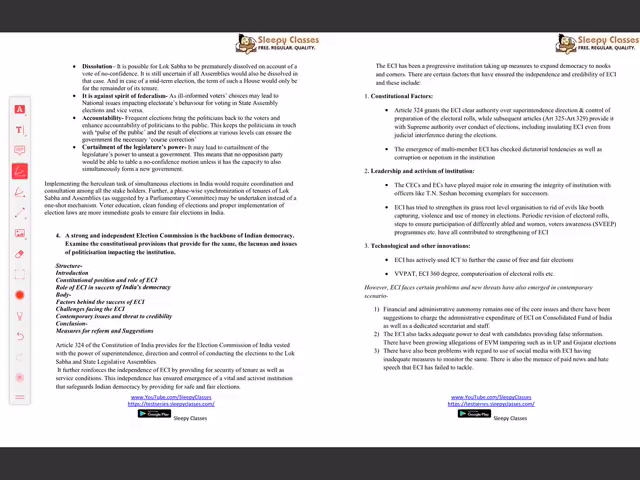 Sleepy Classes
FREE. REGULAR. QUALITY.
• Dissolution – It is possible for Lok Sabha to be prematurely dissolved on account of a
vote of no-confidence. It is still uncertain if all Assemblies would also be dissolved in
that case. And in case of a mid-term election, the term of such a House would only be
for the remainder of its tenure.
• It is against spirit of federalism- As ill-informed voters' choices may lead to
National issues impacting electorate's behaviour for voting in State Assembly
elections and vice versa.
• Accountability- Frequent elections bring the politicians back to the voters and
enhance accountability of politicians to the public. This keeps the politicians in touch
with 'pulse of the public' and the result of elections at various levels can ensure
government the necessary 'course correction'
• Curtailment of the legislature's power- It may lead to curtailment of the
legislature's power to unseat a government. This means that no opposition party
would be able to table a no-confidence motion unless it has the capacity to also
simultaneously form a new government.
Implementing the herculean task of simultaneous elections in India would require coordination and
consultation among all the stake holders. Further, a phase-wise synchronization of tenures of Lok
Sabha and Assemblies (as suggested by a Parliamentary Committee) may be undertaken instead of a
one-shot mechanism. Voter education, clean funding of elections and proper implementation of
election laws are more immediate goals to ensure fair elections in India.
4. A strong and independent Election Commission is the backbone of Indian democracy.
Examine the constitutional provisions that provide for the same, the lacunas and issues
of politicisation impacting the institution.
Structure-
Introduction
Constitutional position and role of ECI
Role of ECI in success of India's democracy
Body-
Factors behind the success of ECI
Challenges facing the ECI
Contemporary issues and threat to credibility
Conclusion-
Measures for reform and Suggestions
Article 324 of the Constitution of India provides for the Election Commission of India vested
with the power of superintendence, direction and control of conducting the elections to the Lok
Sabha and State Legislative Assemblies.
It further reinforces the independence of ECI by providing for security of tenure as well as
service conditions. This independence has ensured emergence of a vital and activist institution
that safeguards Indian democracy by providing for safe and fair elections.
www.YouTube.com/SleepyClasses
https://testseries.sleepyclasses.com/
Google Play Sleepy Classes
Sleepy Classes
FREE. REGULAR. QUALITY.
The ECI has been a progressive institution taking up measures to expand democracy to nooks
and corners. There are certain factors that have ensured the independence and credibility of ECI
and these include:
1. Constitutional Factors:
• Article 324 grants the ECI clear authority over superintendence direction & control
of preparation of the electoral rolls, while subsequent articles (Art 325-Art.329) provide it
with Supreme authority over conduct of elections, including insulating ECI even from
judicial interference during the elections.
• The emergence of multi-member ECI has checked dictatorial tendencies as well as
corruption or nepotism in the institution
2. Leadership and activism of institution:
• The CECs and ECs have played major role in ensuring the integrity of institution with
officers like T.N. Seshan becoming exemplars for successors.
• ECI has tried to strengthen its grass root level organisation to rid of evils like booth
capturing, violence and use of money in elections. Periodic revision of electoral rolls,
steps to ensure participation of differently abled and women, voters awareness (SVEEP)
programmes etc. have all contributed to strengthening of ECI
3. Technological and other innovations:
• ECI has actively used ICT to further the cause of free and fair elections
• VVPAT, ECI 360 degree, computerisation of electoral rolls etc.
However, ECI faces certain problems and new threats have also emerged in contemporary
scenario-
1) Financial and administrative autonomy remains one of the core issues and there have been
suggestions to charge the administrative expenditure of ECI on Consolidated Fund of India
as well as a dedicated secretariat and staff.
2) The ECI also lacks adequate power to deal with candidates providing false information.
There have been growing allegations of EVM tampering such as in UP and Gujarat elections
3) There have also been problems with regard to use of social media with ECI having
inadequate measures to monitor the same. There is also the menace of paid news and hate
speech that ECI has failed to tackle.
www.YouTube.com/SleepyClasses
https://testseries.sleepyclasses.com/
Google Play Sleepy Classes